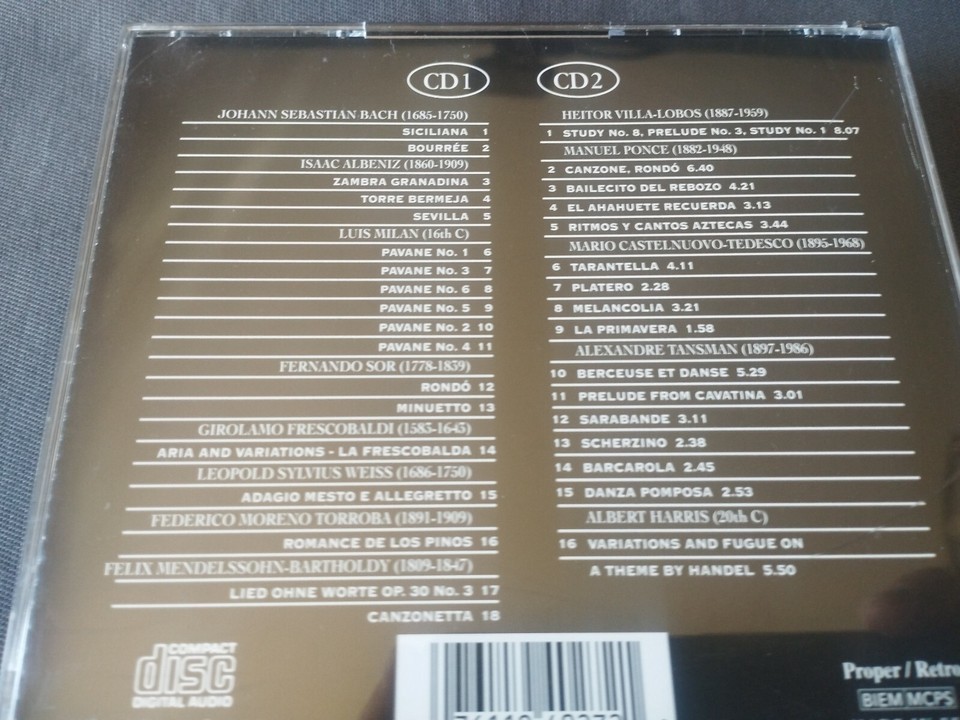 CD1
JOHANN SEBASTIAN BACH (1685-1750)
SICILIANA 1
BOURRÉE 2
ISAAC ALBENIZ (1860-1909)
ZAMBRA GRANADINA 3
TORRE BERMEJA 4
SEVILLA 5
LUIS MILAN (16th C)
PAVANE No. 1 6
PAVANE No. 3 7
PAVANE No. 6 8
PAVANE No. 5 9
PAVANE No. 2 10
PAVANE No. 4 11
FERNANDO SOR (1778-1839)
RONDÓ 12
MINUETTO 13
GIROLAMO FRESCOBALDI (1583-1643)
ARIA AND VARIATIONS - LA FRESCOBALDA 14
LEOPOLD SYLVIUS WEISS (1686-1750)
ADAGIO MESTO E ALLEGRETTO 15
FEDERICO MORENO TORROBA (1891-1909)
ROMANCE DE LOS PINOS 16
FELIX MENDELSSOHN-BARTHOLDY (1809-1847)
LIED OHNE WORTE OP. 30 No. 3 17
CANZONETTA 18
CD2
HEITOR VILLA-LOBOS (1887-1959)
1 STUDY No. 8, PRELUDE No. 3, STUDY No. 1 8.07
MANUEL PONCE (1882-1948)
2 CANZONE, RONDÓ 6.40
3 BAILECITO DEL REBOZO 4.21
4 EL AHAHUETE RECUERDA 3.13
5 RITMOS Y CANTOS AZTECAS 3.44
MARIO CASTELNUOVO-TEDESCO (1895-1968)
6 TARANTELLA 4.11
7 PLATERO 2.28
8 MELANCOLIA 3.21
9 LA PRIMAVERA 1.58
ALEXANDRE TANSMAN (1897-1986)
10 BERCEUSE ET DANSE 5.29
11 PRELUDE FROM CAVATINA 3.01
12 SARABANDE 3.11
13 SCHERZINO 2.38
14 BARCAROLA 2.45
15 DANZA POMPOSA 2.53
ALBERT HARRIS (20th C)
16 VARIATIONS AND FUGUE ON
A THEME BY HANDEL 5.50
COMPACT
disc
DIGITAL AUDIO
Proper / Retro
BIEM MCPS